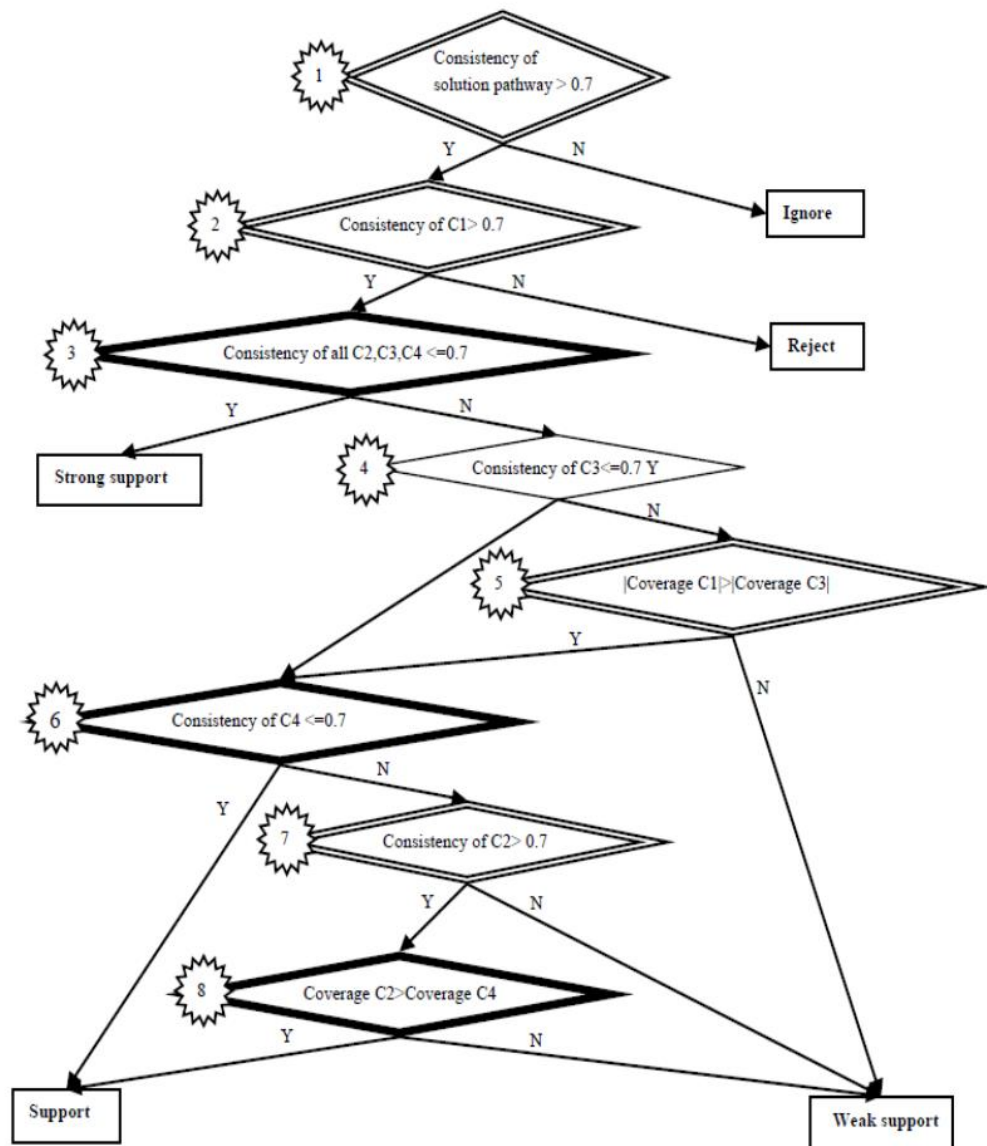 1
Consistency of
solution pathway > 0.7
Y
N
Ignore
2
Consistency of C1> 0.7
Y
N
Reject
3
Consistency of all C2,C3,C4 <=0.7
Y
N
Strong support
4
Consistency of C3<=0.7 Y
N
5
|Coverage C1|>|Coverage C3|
Y
N
6
Consistency of C4 <=0.7
N
Y
7
Consistency of C2> 0.7
Y
N
8
Coverage C2>Coverage C4
Y
N
Support
Weak support